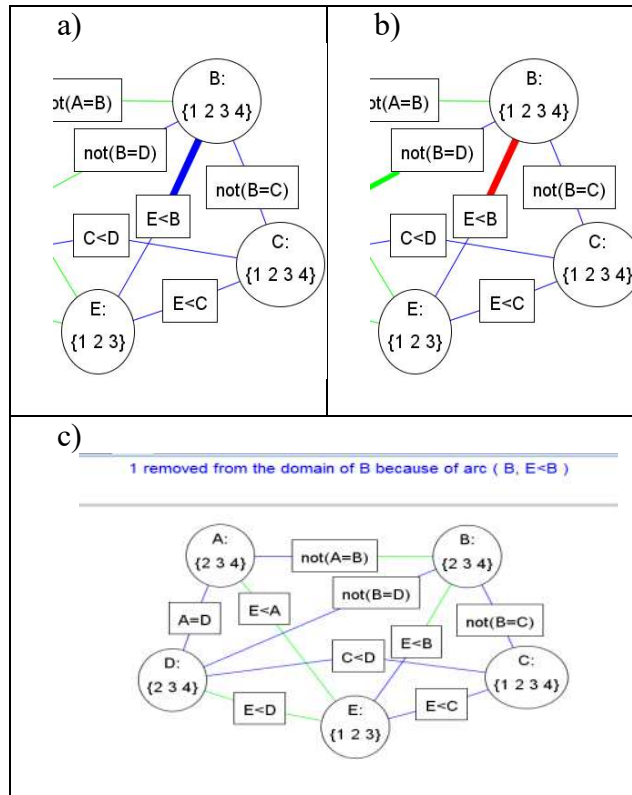 a)
B:
{1 2 3 4}
ot(A=B)
not(B=D)
not(B=C)
E<B
C<D
C:
{1 2 3 4}
E<C
E:
{1 2 3}
b)
B:
{1 2 3 4}
not(A=B)
not(B=D)
not(B=C)
E<B
C<D
C:
{1 2 3 4}
E<C
E:
{1 2 3}
c)
1 removed from the domain of B because of arc ( B, E<B )
A:
{2 3 4}
not(A=B)
B:
{2 3 4}
not(B=D)
E<A
A=D
not(B=C)
E<B
C<D
D:
{2 3 4}
C:
{1 2 3 4}
E<D
E:
{1 2 3}
E<C